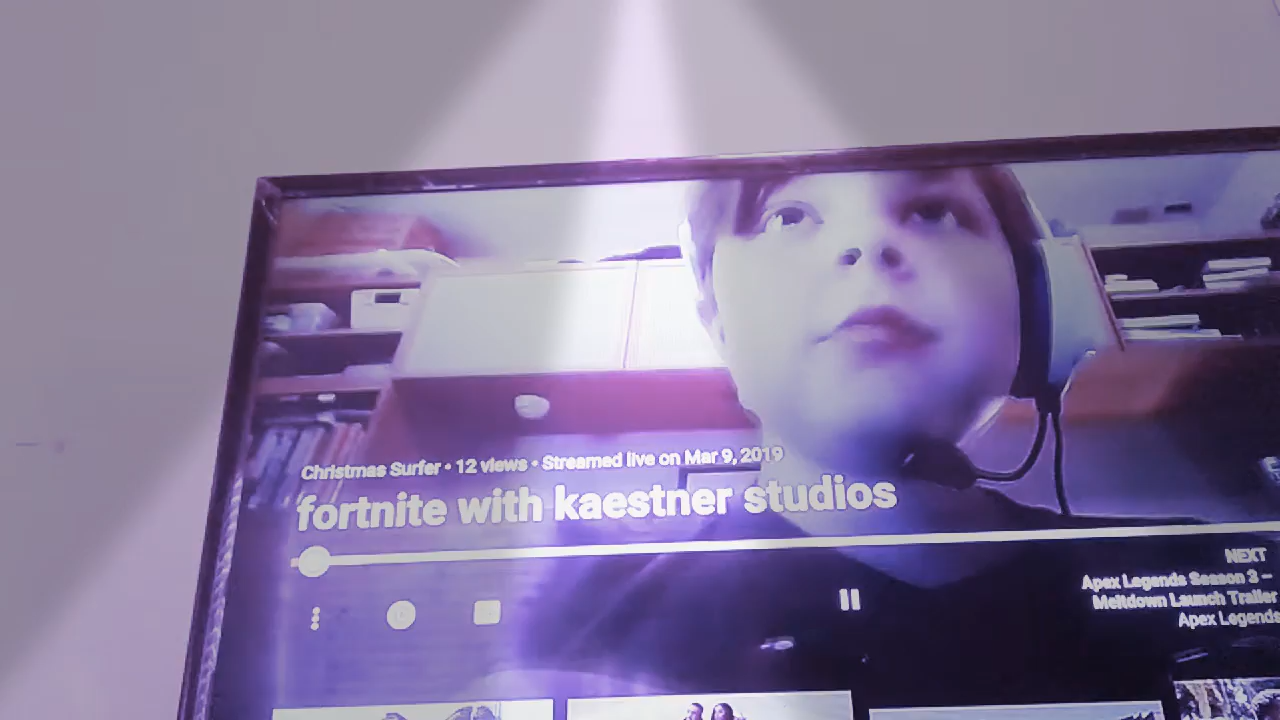 Christmas Surfer • 12 views • Streamed live on Mar 9, 2019
fortnite with kaestner studios
NEXT
Apex Legends Season 3 –
Meltdown Launch Trailer
Apex Legends